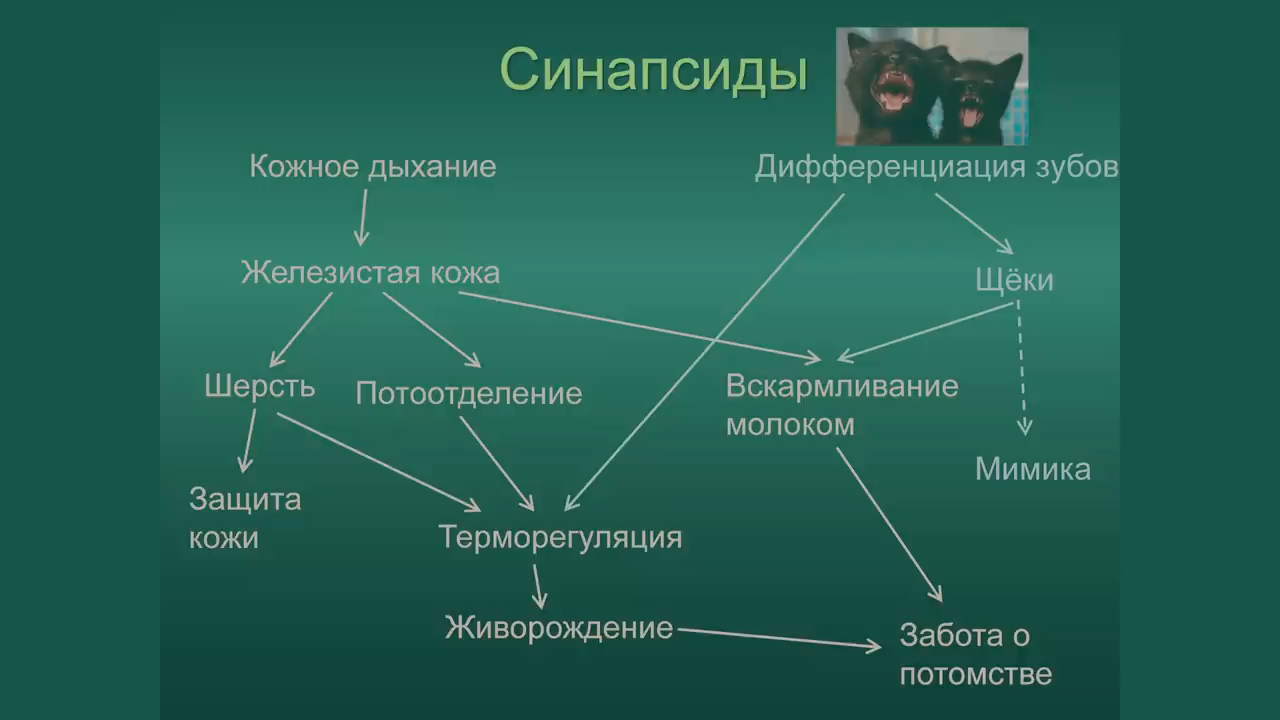 Синапсиды
Кожное дыхание
Дифференциация зубов
Железистая кожа
Щёки
Шерсть
Потоотделение
Вскармливание
молоком
Мимика
Защита
кожи
Терморегуляция
Живорождение
Забота о
потомстве